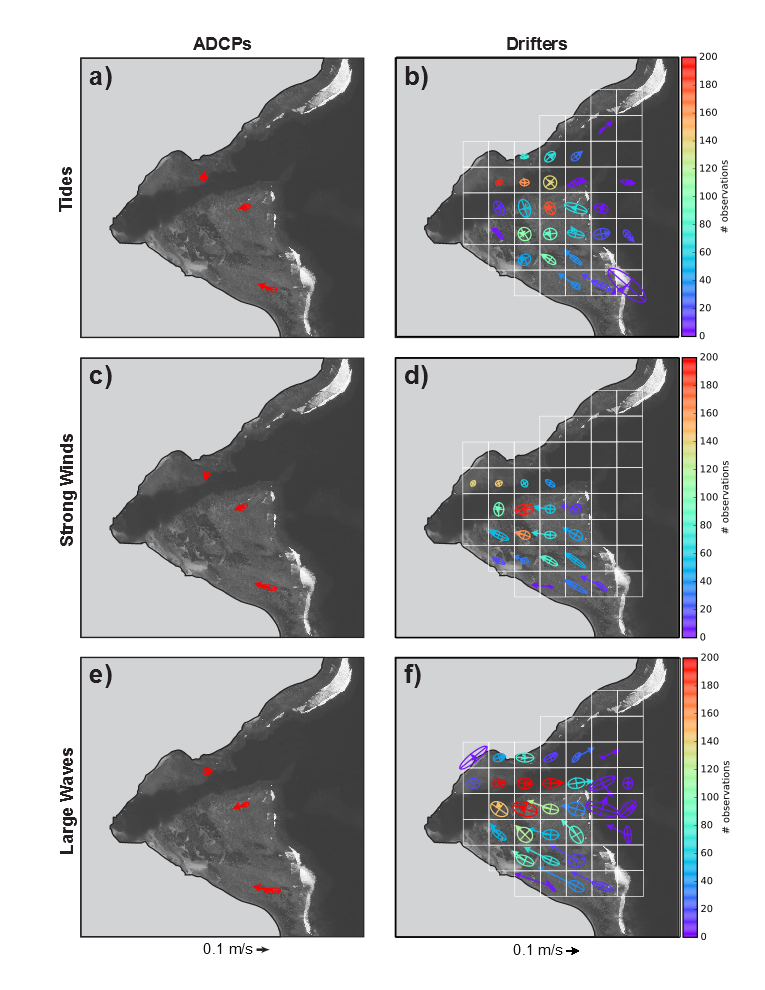 ADCPs
Drifters
Tides
a)
b)
200
180
160
140
120
100
80
60
40
20
0
# observations
Strong Winds
c)
d)
200
180
160
140
120
100
80
60
40
20
0
# observations
Large Waves
e)
f)
200
180
160
140
120
100
80
60
40
20
0
# observations
0.1 m/s
0.1 m/s